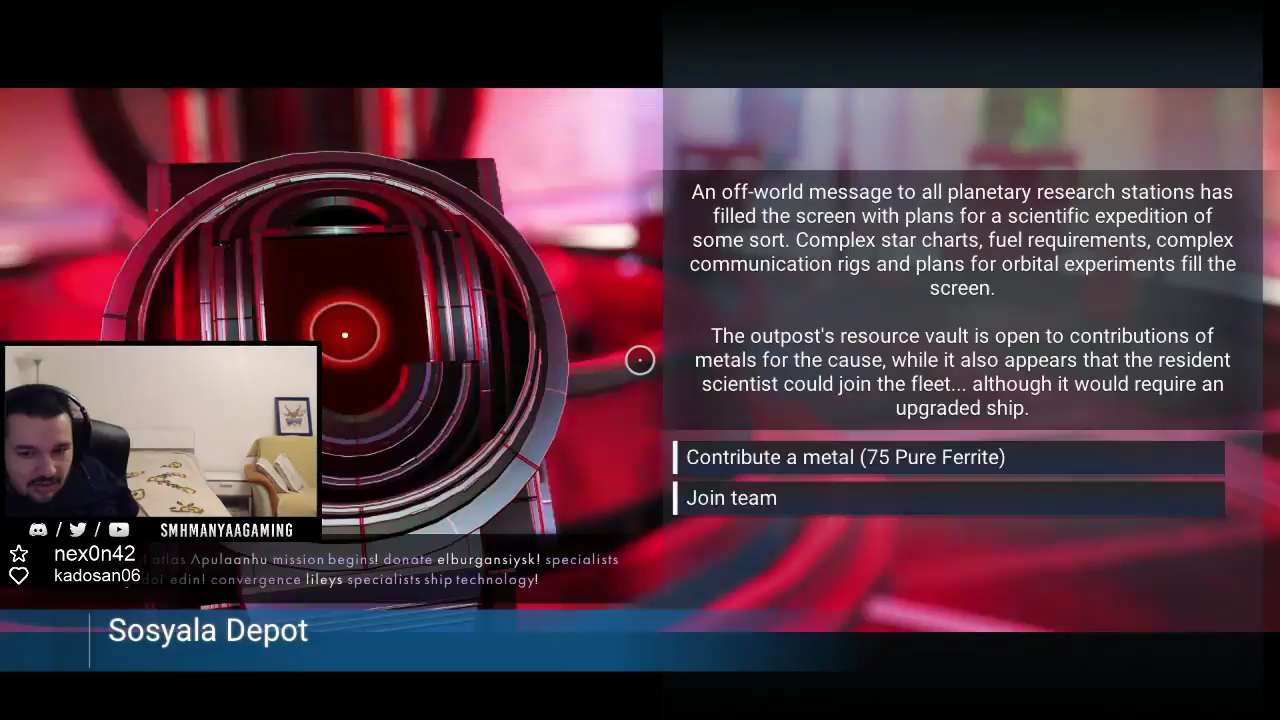 An off-world message to all planetary research stations has
filled the screen with plans for a scientific expedition of
some sort. Complex star charts, fuel requirements, complex
communication rigs and plans for orbital experiments fill the
screen.
The outpost's resource vault is open to contributions of
metals for the cause, while it also appears that the resident
scientist could join the fleet... although it would require an
upgraded ship.
Contribute a metal (75 Pure Ferrite)
Join team
/ / SMHMANYAAGAMING
nex0n42
kadosan06
atlas Apulaanhu mission begins! donate elburgansiysk! specialists
edin! convergence lileys specialists ship technology!
Sosyala Depot